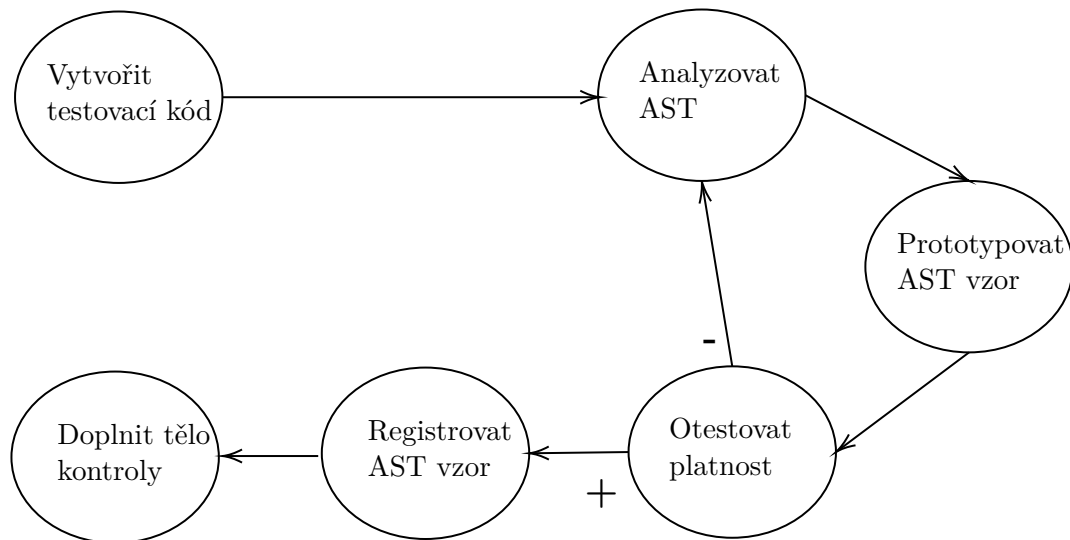 Vytvořit
testovací kód
Analyzovat
AST
Prototypovat
AST vzor
-
Otestovat
platnost
+
Registrovat
AST vzor
Doplnit tělo
kontroly